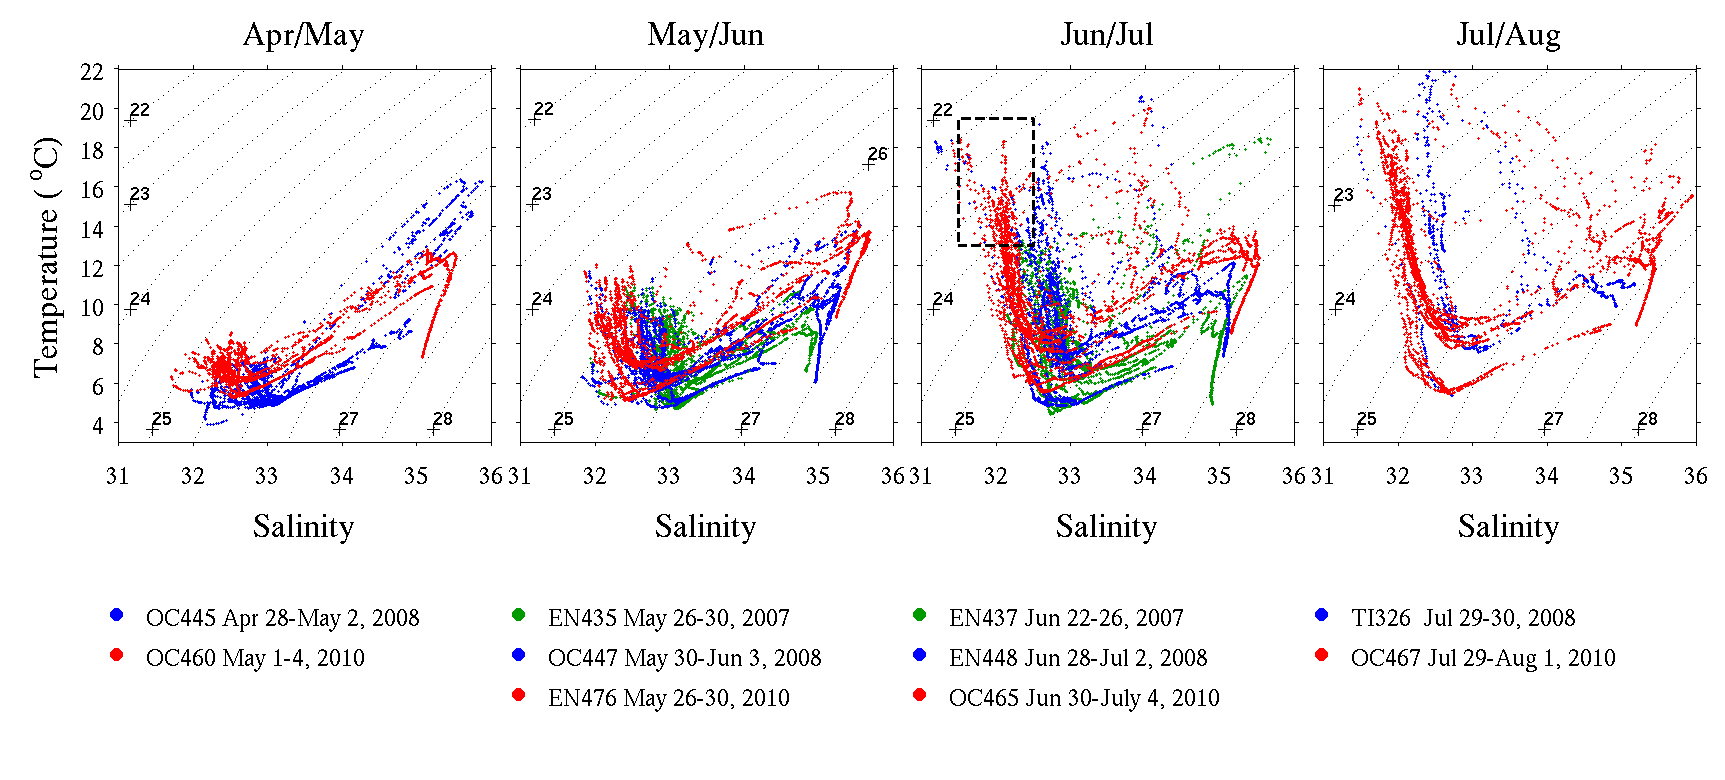 Apr/May May/Jun Jun/Jul Jul/Aug
Temperature ( °C)
22
20
18
16
14
12
10
8
6
4
22 22 22
26
23 23 23
24 24 24 24
25 27 28 25 27 28 25 27 28 25 27 28
31 32 33 34 35 36 31 32 33 34 35 36 31 32 33 34 35 36 31 32 33 34 35 36
Salinity Salinity Salinity Salinity
OC445 Apr 28-May 2, 2008 EN435 May 26-30, 2007 EN437 Jun 22-26, 2007 TI326 Jul 29-30, 2008
OC460 May 1-4, 2010 OC447 May 30-Jun 3, 2008 EN448 Jun 28-Jul 2, 2008 OC467 Jul 29-Aug 1, 2010
EN476 May 26-30, 2010 OC465 Jun 30-July 4, 2010